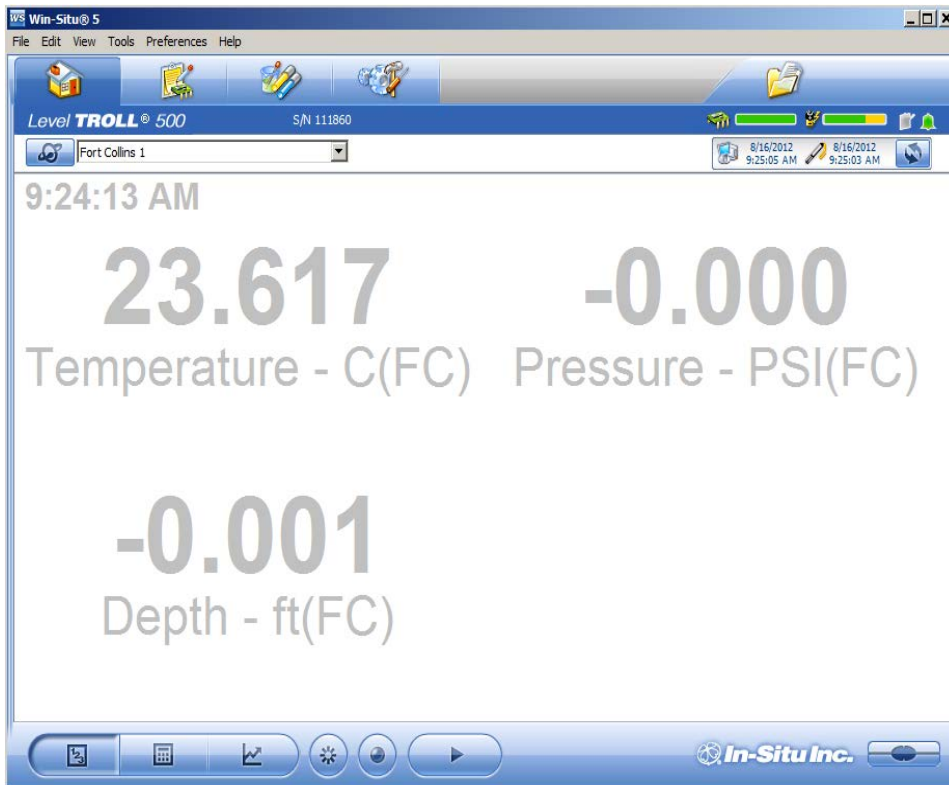 WS Win-Situ® 5
File Edit View Tools Preferences Help
Level TROLL® 500 S/N 111860
Fort Collins 1
8/16/2012 9:25:05 AM
8/16/2012 9:25:03 AM
9:24:13 AM
23.617 -0.000
Temperature - C(FC) Pressure - PSI(FC)
-0.001
Depth - ft(FC)
In-Situ Inc.